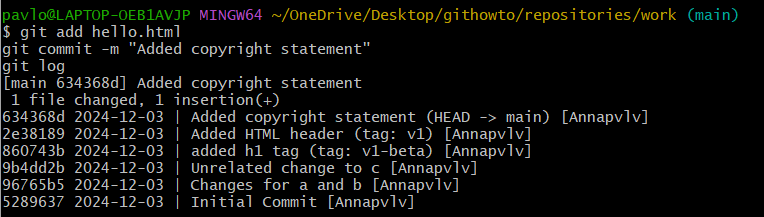 pavlo@LAPTOP-OEB1AVJP MINGW64 ~/OneDrive/Desktop/githowto/repositories/work (main)
$ git add hello.html
git commit -m "Added copyright statement"
git log
[main 634368d] Added copyright statement
 1 file changed, 1 insertion(+)
634368d 2024-12-03 | Added copyright statement (HEAD -> main) [Annapvlv]
2e38189 2024-12-03 | Added HTML header (tag: v1) [Annapvlv]
860743b 2024-12-03 | added h1 tag (tag: v1-beta) [Annapvlv]
9b4dd2b 2024-12-03 | Unrelated change to c [Annapvlv]
96765b5 2024-12-03 | Changes for a and b [Annapvlv]
5289637 2024-12-03 | Initial Commit [Annapvlv]